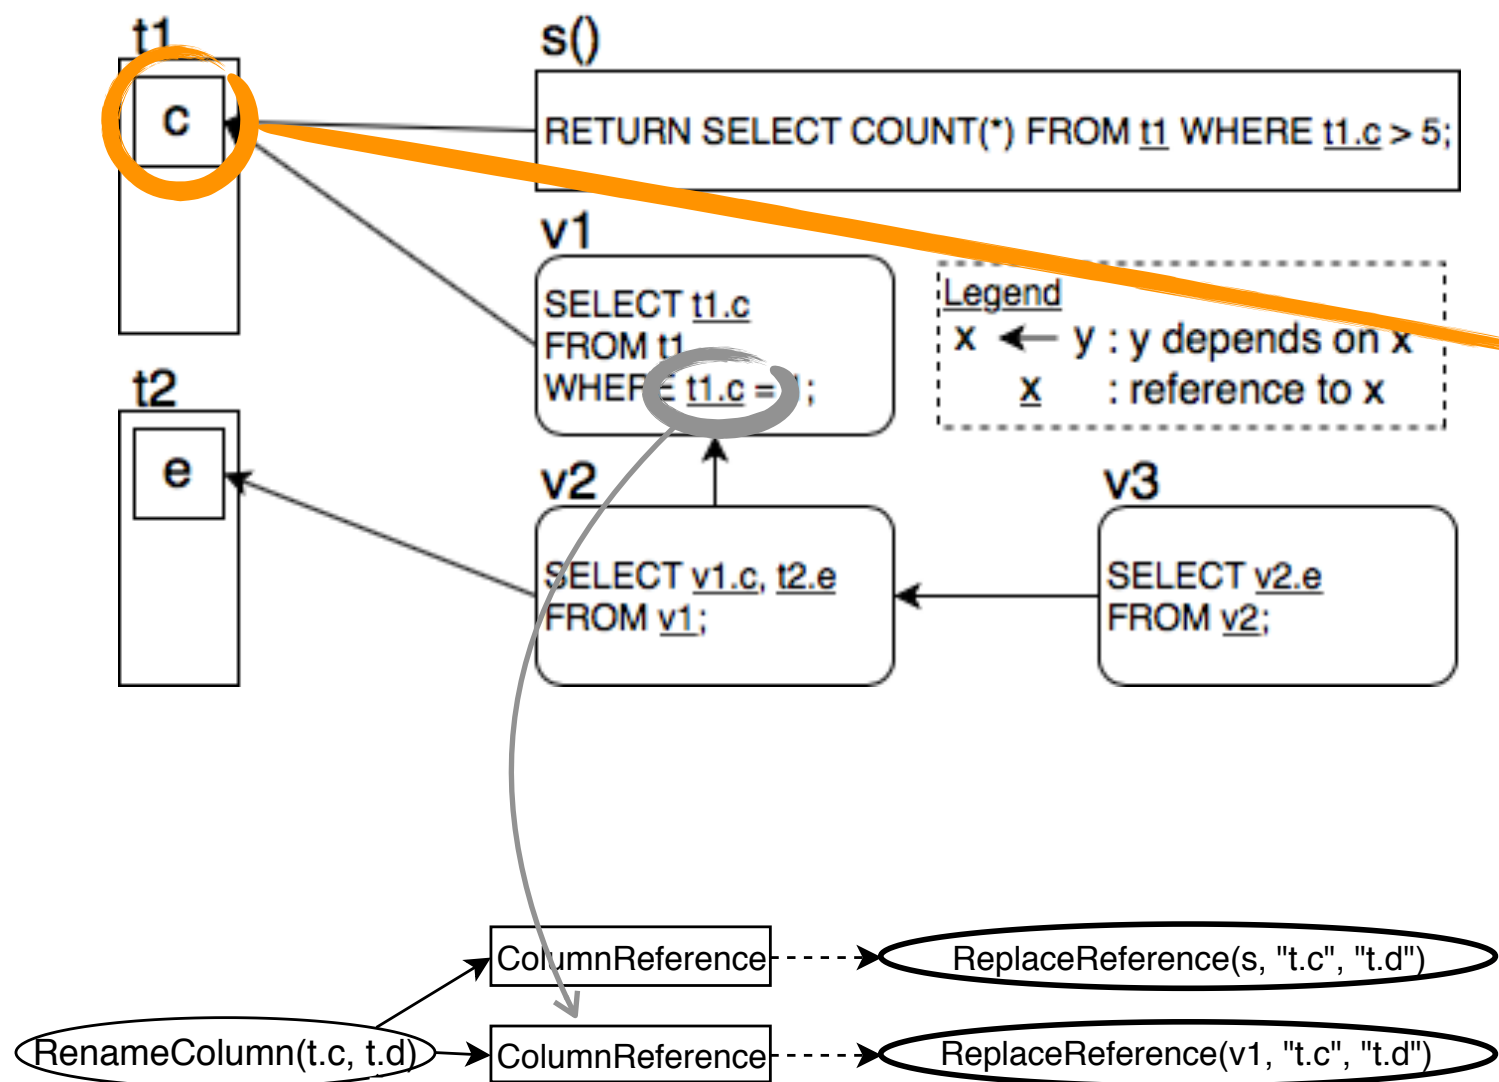 t1
c
s()
RETURN SELECT COUNT(*) FROM t1 WHERE t1.c > 5;
v1
SELECT t1.c
FROM t1
WHERE t1.c = ;
Legend
x ← y : y depends on x
x : reference to x
t2
e
v2
SELECT v1.c, t2.e
FROM v1;
v3
SELECT v2.e
FROM v2;
ColumnReference
ReplaceReference(s, "t.c", "t.d")
RenameColumn(t.c, t.d)
ColumnReference
ReplaceReference(v1, "t.c", "t.d")